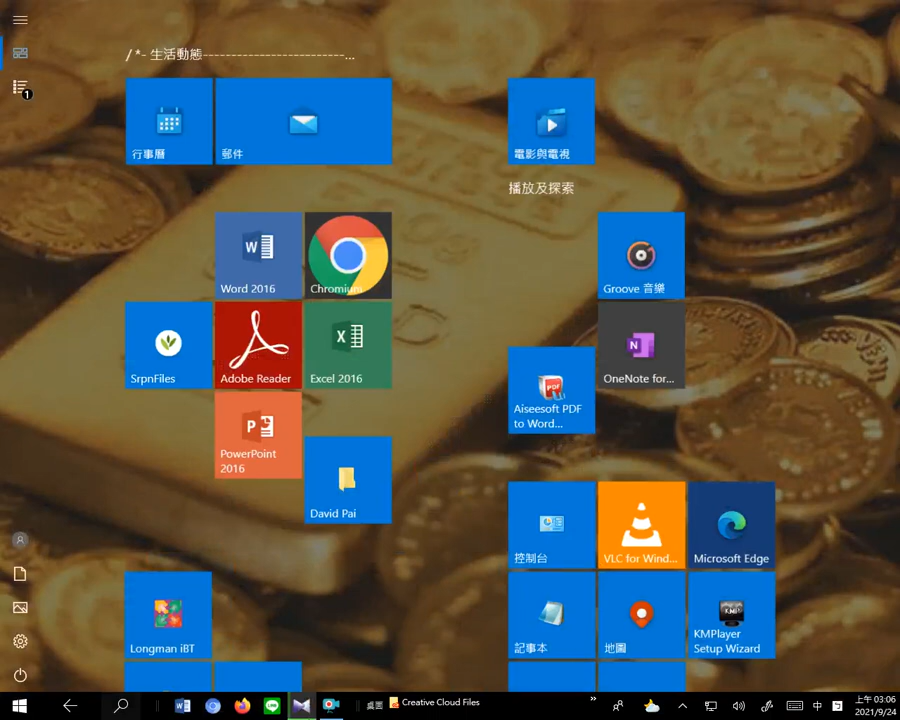 / *- 生活動態-------------------------...
行事曆
郵件
電影與電視
播放及探索
Word 2016
Chromium
Groove 音樂
SrpnFiles
Adobe Reader
Excel 2016
OneNote for...
Aiseesoft PDF
to Word...
PowerPoint
2016
David Pai
控制台
VLC for Wind...
Microsoft Edge
Longman iBT
記事本
地圖
KMPlayer
Setup Wizard
桌面
Creative Cloud Files
中
上午 03:06
2021/9/24
1